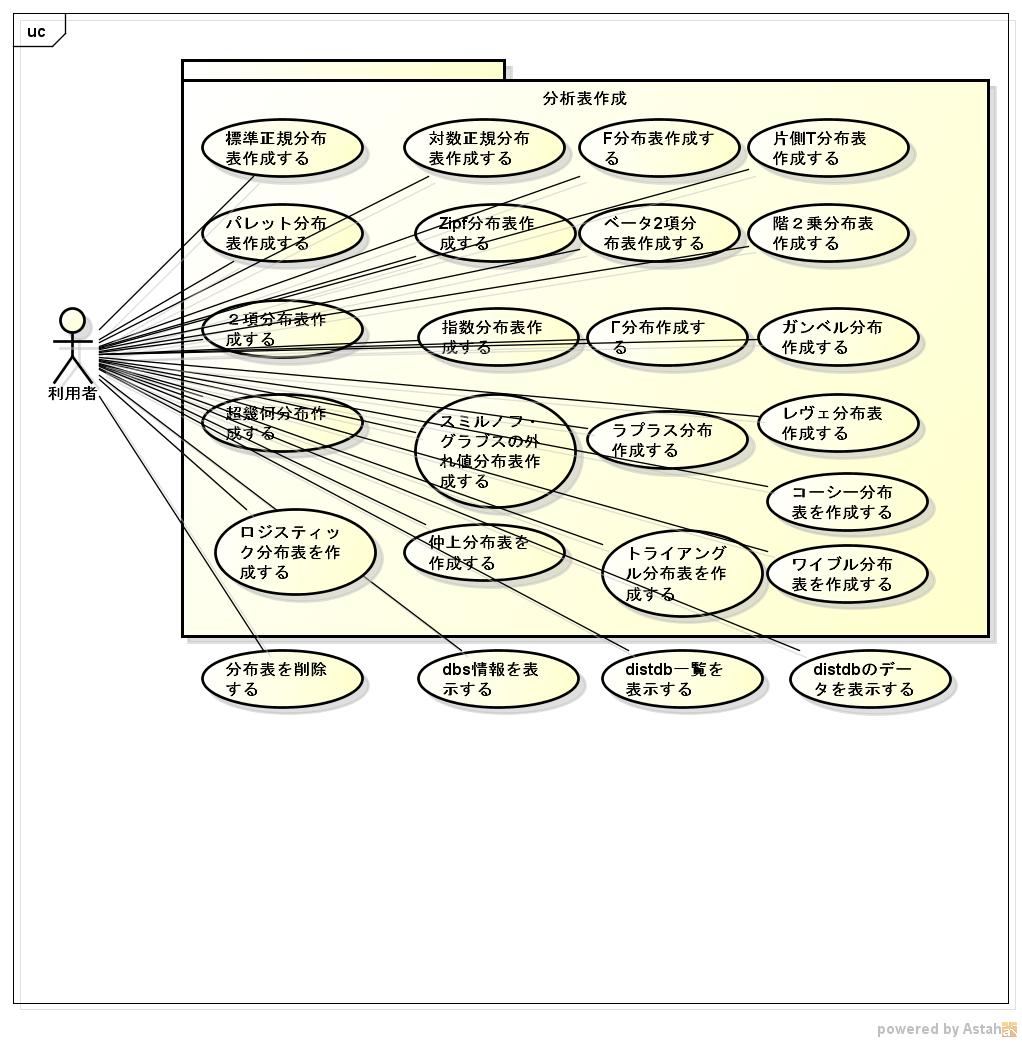 uc
分析表作成
標準正規分布
表作成する
対数正規分布
表作成する
F分布表作成す
る
片側T分布表
作成する
パレット分布
表作成する
Zipf分布表作
成する
ベータ2項分
布表作成する
階２乗分布表
作成する
２項分布表作
成する
指数分布表作
成する
Γ分布作成す
る
ガンベル分布
作成する
利用者
超幾何分布作
成する
スミルノフ・
グラブスの外
れ値分布表作
成する
ラプラス分布
作成する
レヴェ分布表
作成する
コーシー分布
表を作成する
ロジスティッ
ク分布表を作
成する
仲上分布表を
作成する
トライアング
ル分布表を作
成する
ワイブル分布
表を作成する
分布表を削除
する
dbs情報を表
示する
distdb一覧を
表示する
distdbのデー
タを表示する
powered by Astah